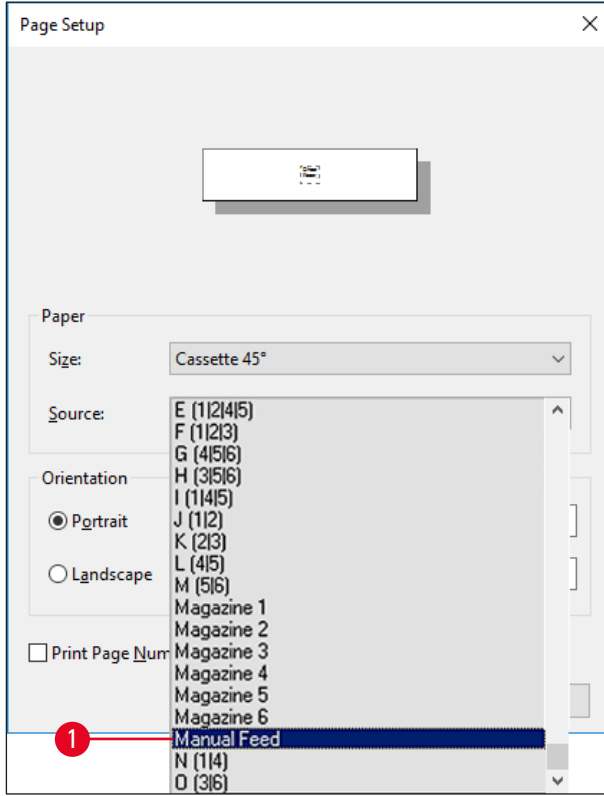 Page Setup
Paper
Size: Cassette 45°
Source:
E (1|2|4|5)
F (1|2|3)
G (4|5|6)
H (3|5|6)
I (1|4|5)
J (1|2)
K (2|3)
L (4|5)
M (5|6)
Magazine 1
Magazine 2
Magazine 3
Magazine 4
Magazine 5
Magazine 6
Manual Feed
N (1|4)
O (3|6)
Orientation
Portrait
Landscape
Print Page Num
1